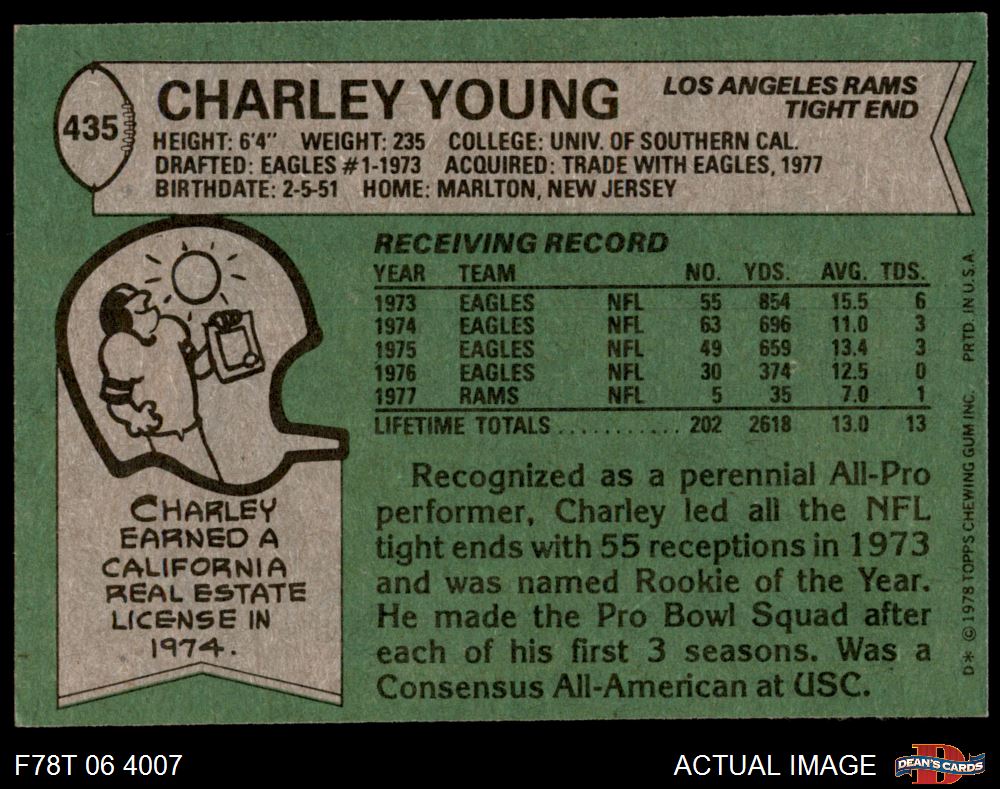 435
CHARLEY YOUNG
LOS ANGELES RAMS
TIGHT END
HEIGHT: 6'4" WEIGHT: 235 COLLEGE: UNIV. OF SOUTHERN CAL.
DRAFTED: EAGLES #1-1973 ACQUIRED: TRADE WITH EAGLES, 1977
BIRTHDATE: 2-5-51 HOME: MARLTON, NEW JERSEY
RECEIVING RECORD
YEAR TEAM NO. YDS. AVG. TDS.
1973 EAGLES NFL 55 854 15.5 6
1974 EAGLES NFL 63 696 11.0 3
1975 EAGLES NFL 49 659 13.4 3
1976 EAGLES NFL 30 374 12.5 0
1977 RAMS NFL 5 35 7.0 1
LIFETIME TOTALS ........... 202 2618 13.0 13
Recognized as a perennial All-Pro
performer, Charley led all the NFL
tight ends with 55 receptions in 1973
and was named Rookie of the Year.
He made the Pro Bowl Squad after
each of his first 3 seasons. Was a
Consensus All-American at USC.
CHARLEY
EARNED A
CALIFORNIA
REAL ESTATE
LICENSE IN
1974.
D* © 1978 TOPPS CHEWING GUM INC. PRTD. IN U.S.A.
F78T 06 4007
ACTUAL IMAGE
D
DEAN'S CARDS